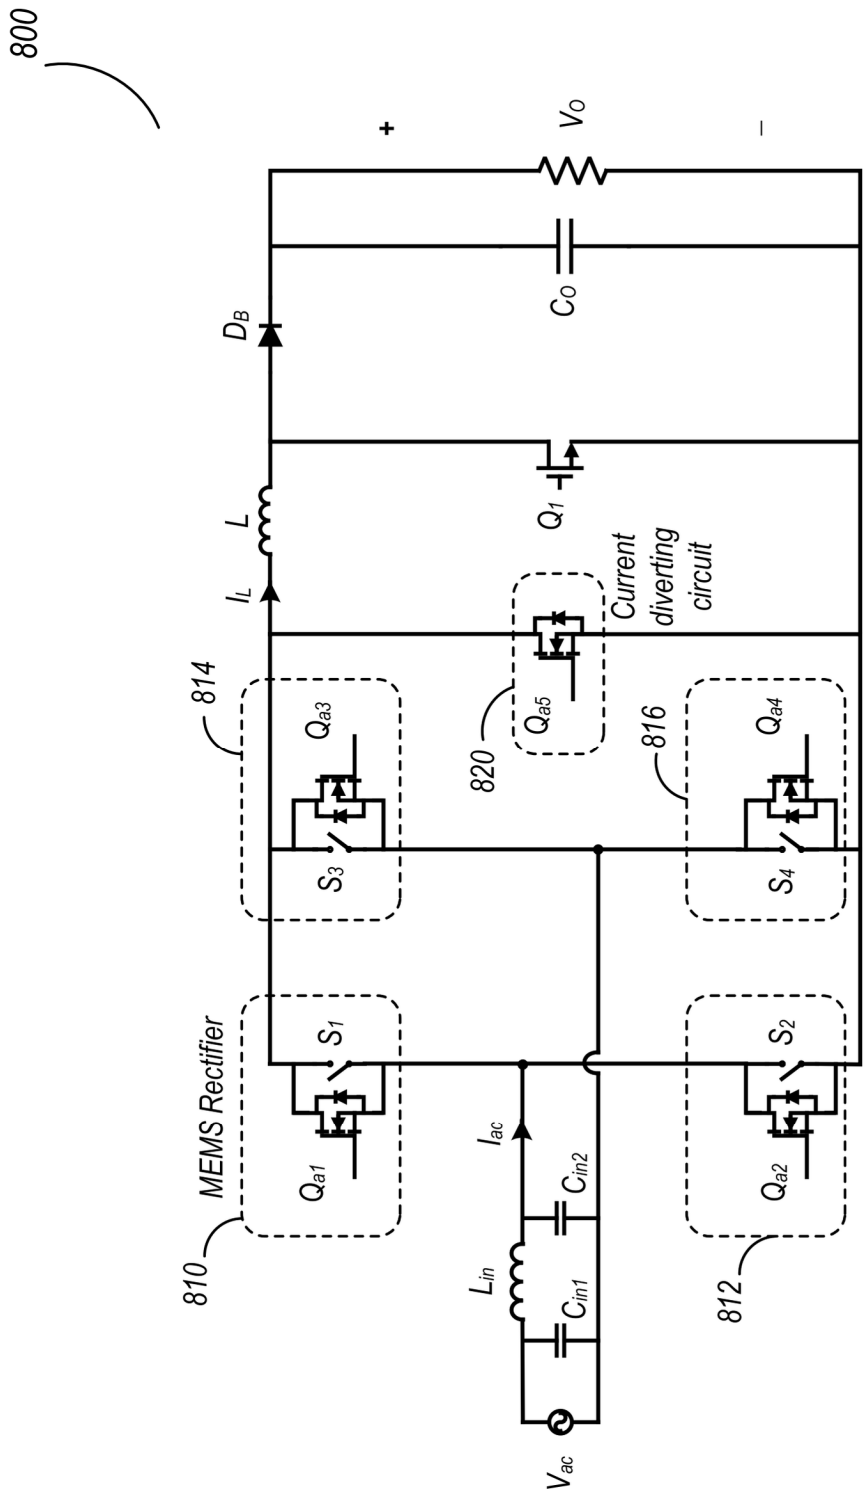 800
MEMS Rectifier
810
Qa1
S1
814
S3
Qa3
IL
L
DB
+
Vac
Lin
Cin1
Cin2
Iac
820
Qa5
Current
diverting
circuit
Q1
CO
VO
812
Qa2
S2
816
S4
Qa4
–